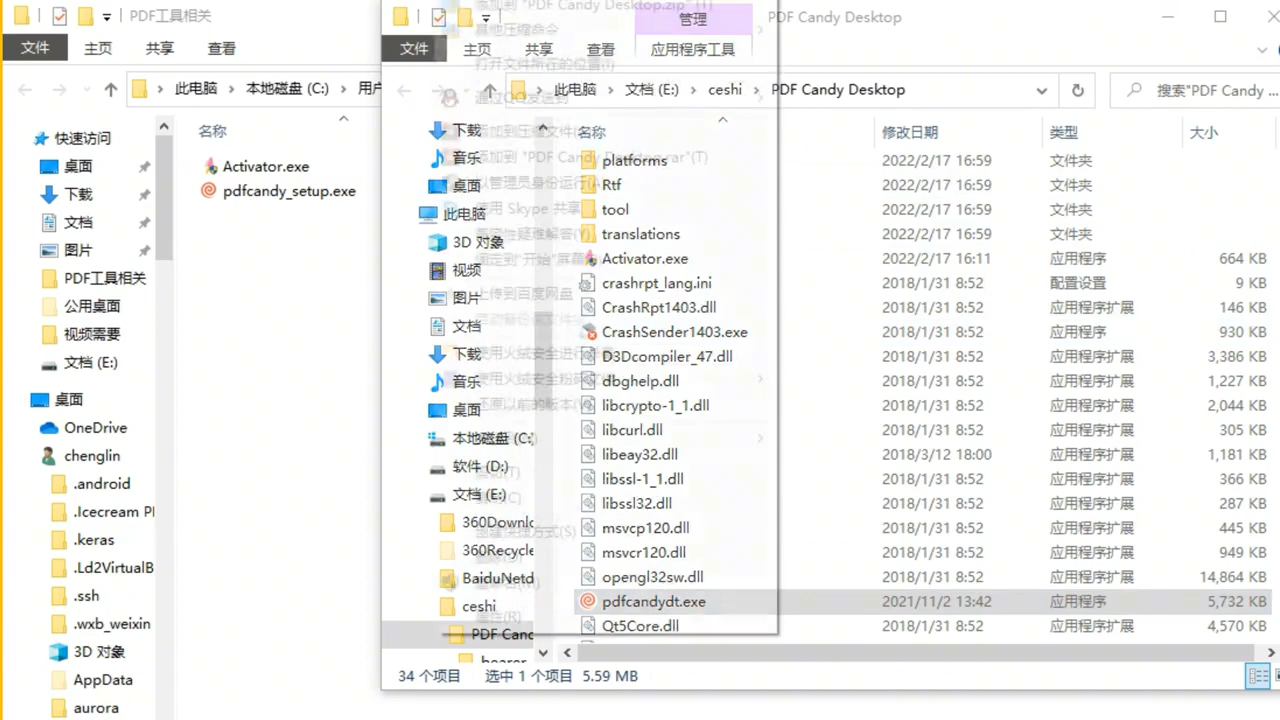 PDF工具相关
文件 主页 共享 查看
此电脑 本地磁盘 (C:) 用户
快速访问
桌面
下载
文档
图片
PDF工具相关
公用桌面
视频需要
文档 (E:)
桌面
OneDrive
chenglin
.android
.Icecream PI
.keras
.Ld2VirtualB
.ssh
.wxb_weixin
3D 对象
AppData
aurora
名称
Activator.exe
pdfcandy_setup.exe
管理 PDF Candy Desktop
文件 主页 共享 查看 应用程序工具
此电脑 文档 (E:) ceshi PDF Candy Desktop
搜索"PDF Candy ...
下载
音乐
桌面
此电脑
3D 对象
视频
图片
文档
下载
音乐
桌面
本地磁盘 (C:)
软件 (D:)
文档 (E:)
360Downlo
360Recycle
BaiduNetd
ceshi
PDF Canc
名称 修改日期 类型 大小
platforms 2022/2/17 16:59 文件夹
Rtf 2022/2/17 16:59 文件夹
tool 2022/2/17 16:59 文件夹
translations 2022/2/17 16:59 文件夹
Activator.exe 2022/2/17 16:11 应用程序 664 KB
crashrpt_lang.ini 2018/1/31 8:52 配置设置 9 KB
CrashRpt1403.dll 2018/1/31 8:52 应用程序扩展 146 KB
CrashSender1403.exe 2018/1/31 8:52 应用程序 930 KB
D3Dcompiler_47.dll 2018/1/31 8:52 应用程序扩展 3,386 KB
dbghelp.dll 2018/1/31 8:52 应用程序扩展 1,227 KB
libcrypto-1_1.dll 2018/1/31 8:52 应用程序扩展 2,044 KB
libcurl.dll 2018/1/31 8:52 应用程序扩展 305 KB
libeay32.dll 2018/3/12 18:00 应用程序扩展 1,181 KB
libssl-1_1.dll 2018/1/31 8:52 应用程序扩展 366 KB
libssl32.dll 2018/1/31 8:52 应用程序扩展 287 KB
msvcp120.dll 2018/1/31 8:52 应用程序扩展 445 KB
msvcr120.dll 2018/1/31 8:52 应用程序扩展 949 KB
opengl32sw.dll 2018/1/31 8:52 应用程序扩展 14,864 KB
pdfcandydt.exe 2021/11/2 13:42 应用程序 5,732 KB
Qt5Core.dll 2018/1/31 8:52 应用程序扩展 4,570 KB
34 个项目 选中 1 个项目 5.59 MB